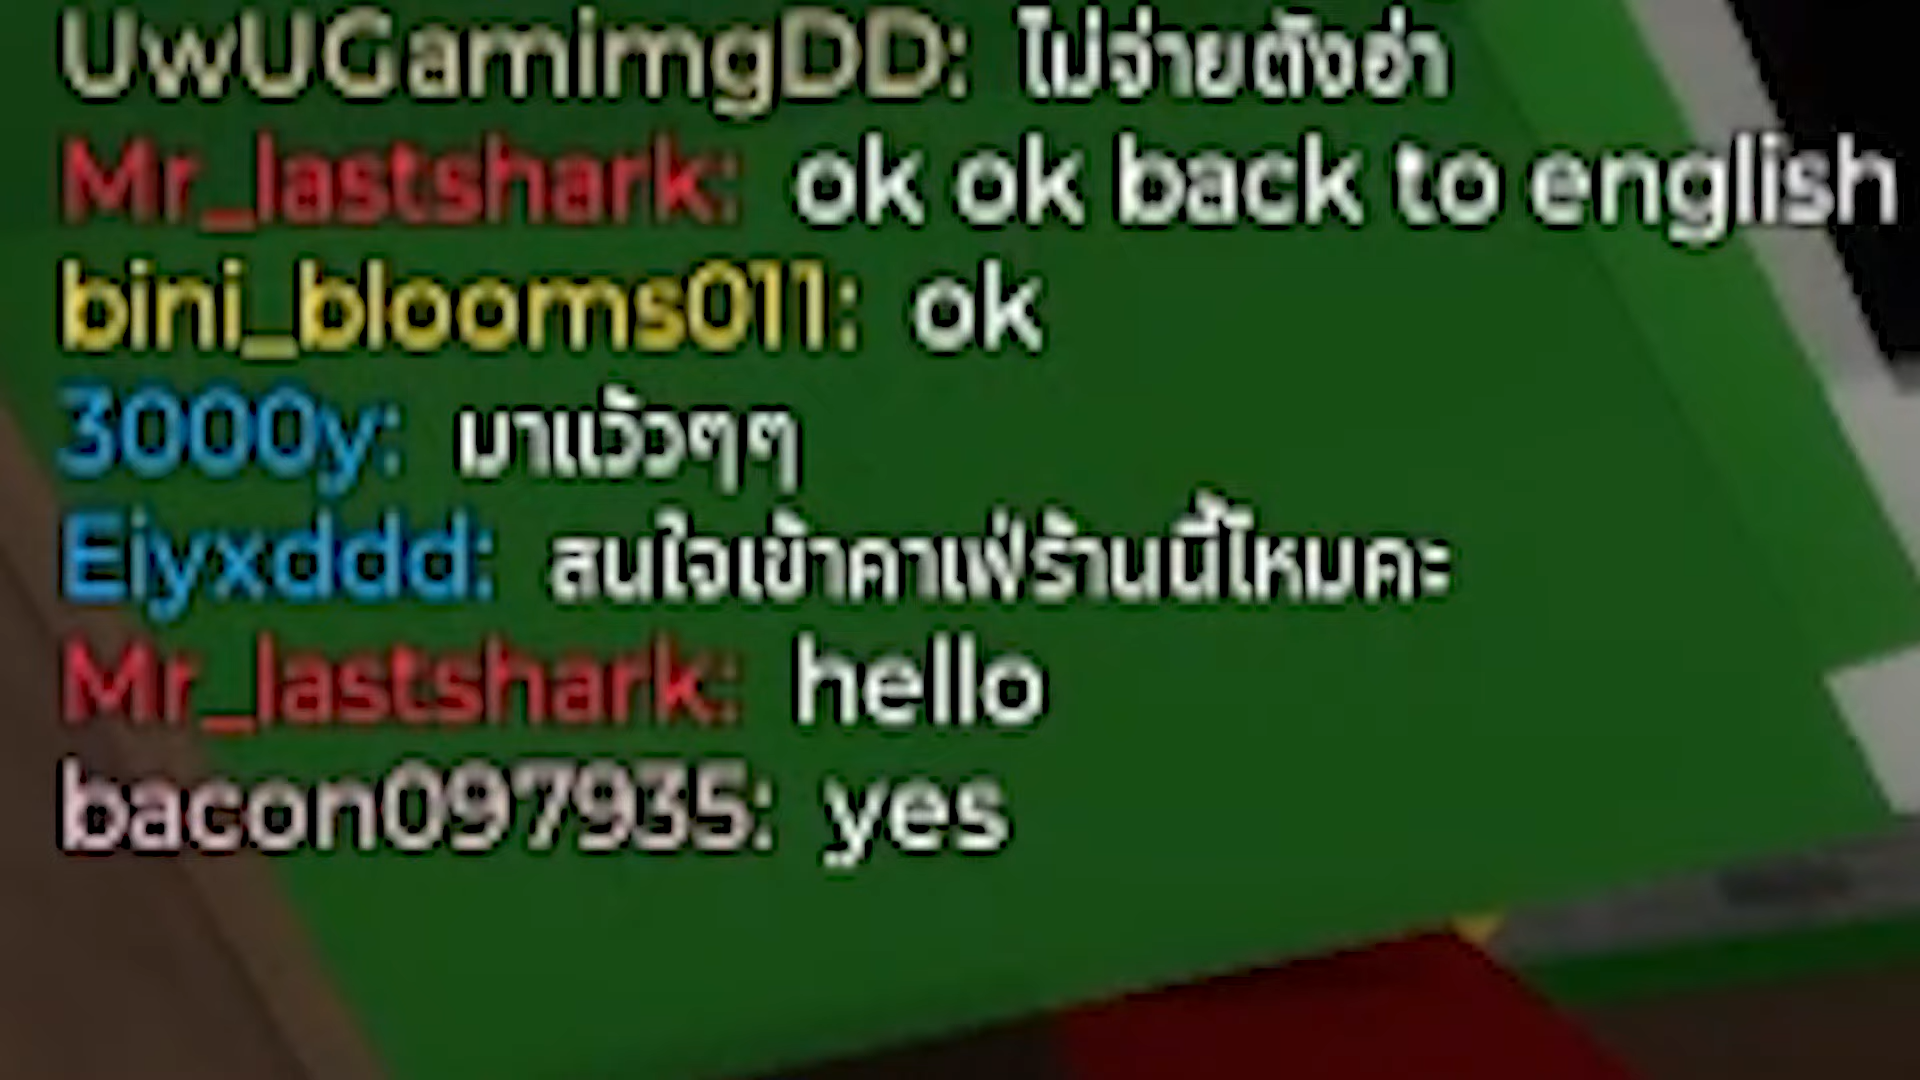 UwUGamimgDD: ไม่จ่ายตังอ่า
Mr_lastshark: ok ok back to english
bini_blooms011: ok
3000y: มาแว้วๆๆ
Eiyxddd: สนใจเข้าคาเฟ่ร้านนี้ไหมคะ
Mr_lastshark: hello
bacon097935: yes